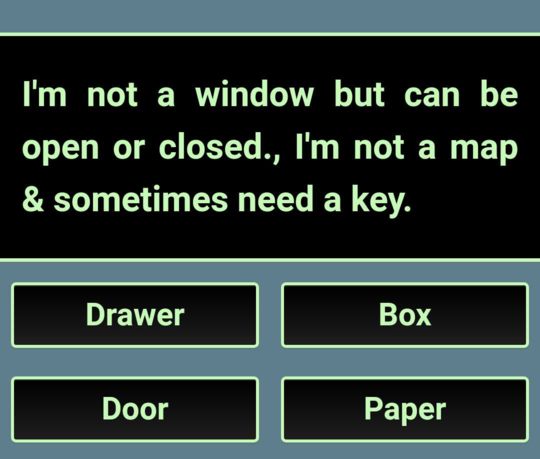 I'm not a window but can be
open or closed., I'm not a map
& sometimes need a key.
Drawer
Box
Door
Paper